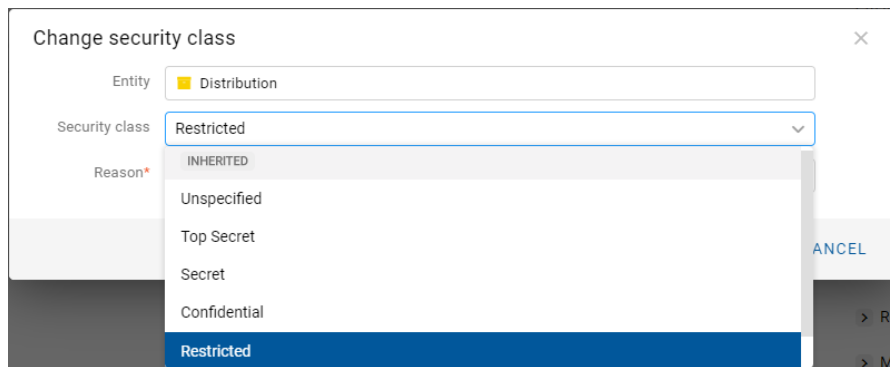 Change security class
Entity Distribution
Security class Restricted
INHERITED
Reason*
Unspecified
Top Secret
Secret
ANCEL
Confidential
R
Restricted
M